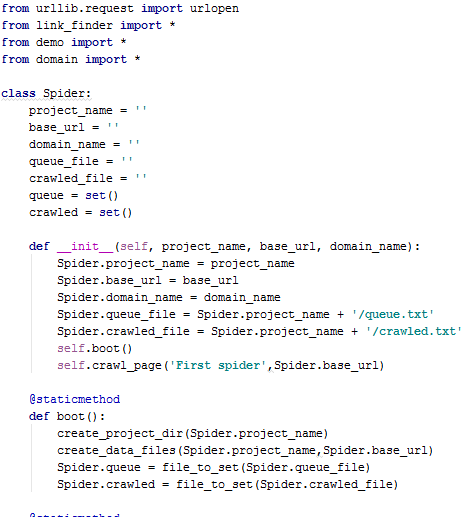 from urllib.request import urlopen
from link_finder import *
from demo import *
from domain import *

class Spider:
    project_name = ''
    base_url = ''
    domain_name = ''
    queue_file = ''
    crawled_file = ''
    queue = set()
    crawled = set()

    def __init__(self, project_name, base_url, domain_name):
        Spider.project_name = project_name
        Spider.base_url = base_url
        Spider.domain_name = domain_name
        Spider.queue_file = Spider.project_name + '/queue.txt'
        Spider.crawled_file = Spider.project_name + '/crawled.txt'
        self.boot()
        self.crawl_page('First spider',Spider.base_url)

    @staticmethod
    def boot():
        create_project_dir(Spider.project_name)
        create_data_files(Spider.project_name,Spider.base_url)
        Spider.queue = file_to_set(Spider.queue_file)
        Spider.crawled = file_to_set(Spider.crawled_file)

    @staticmethod